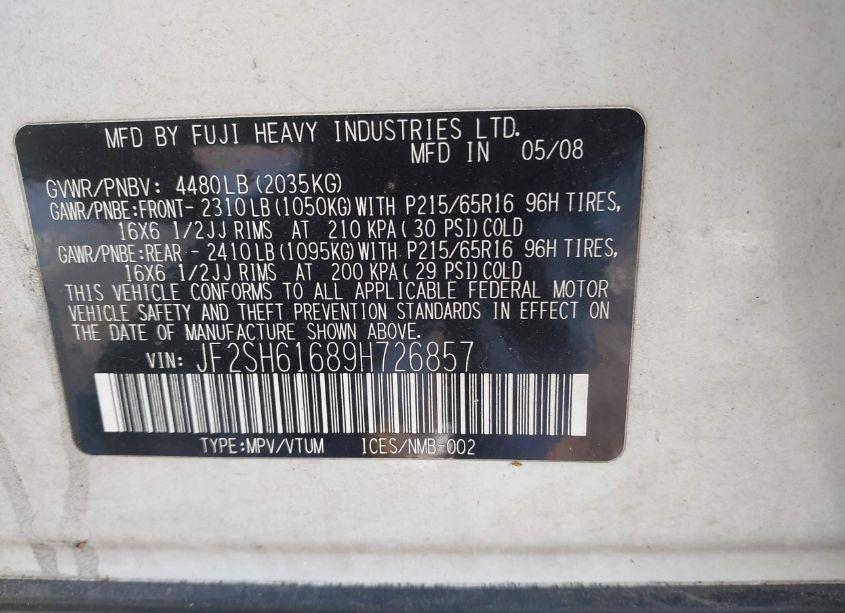 MFD BY FUJI HEAVY INDUSTRIES LTD.
MFD IN 05/08
GVWR/PNBV: 4480LB(2035KG)
GAWR/PNBE:FRONT- 2310LB(1050KG)WITH P215/65R16 96H TIRES,
16X6 1/2JJ RIMS AT 210 KPA( 30 PSI)COLD
GAWR/PNBE:REAR - 2410LB(1095KG)WITH P215/65R16 96H TIRES,
16X6 1/2JJ RIMS AT 200 KPA( 29 PSI)COLD
THIS VEHICLE CONFORMS TO ALL APPLICABLE FEDERAL MOTOR
VEHICLE SAFETY AND THEFT PREVENTION STANDARDS IN EFFECT ON
THE DATE OF MANUFACTURE SHOWN ABOVE.
VIN: JF2SH61689H726857
TYPE:MPV/VTUM ICES/NMB-002